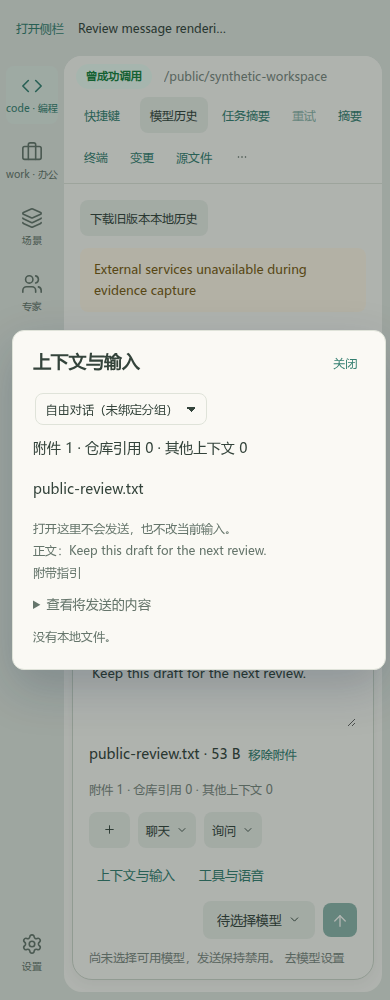 打开侧栏 Review message renderi...
曾成功调用 /public/synthetic-workspace
code · 编程
快捷键 模型历史 任务摘要 重试 摘要
work · 办公
终端 变更 源文件 ...
场景
下载旧版本本地历史
专家
External services unavailable during
evidence capture
上下文与输入 关闭
自由对话（未绑定分组）
附件 1 · 仓库引用 0 · 其他上下文 0
public-review.txt
打开这里不会发送，也不改当前输入。
正文：Keep this draft for the next review.
附带指引
查看将发送的内容
没有本地文件。
Keep this draft for the next review.
public-review.txt · 53 B 移除附件
附件 1 · 仓库引用 0 · 其他上下文 0
+ 聊天 询问
上下文与输入 工具与语音
待选择模型
设置
尚未选择可用模型，发送保持禁用。 去模型设置